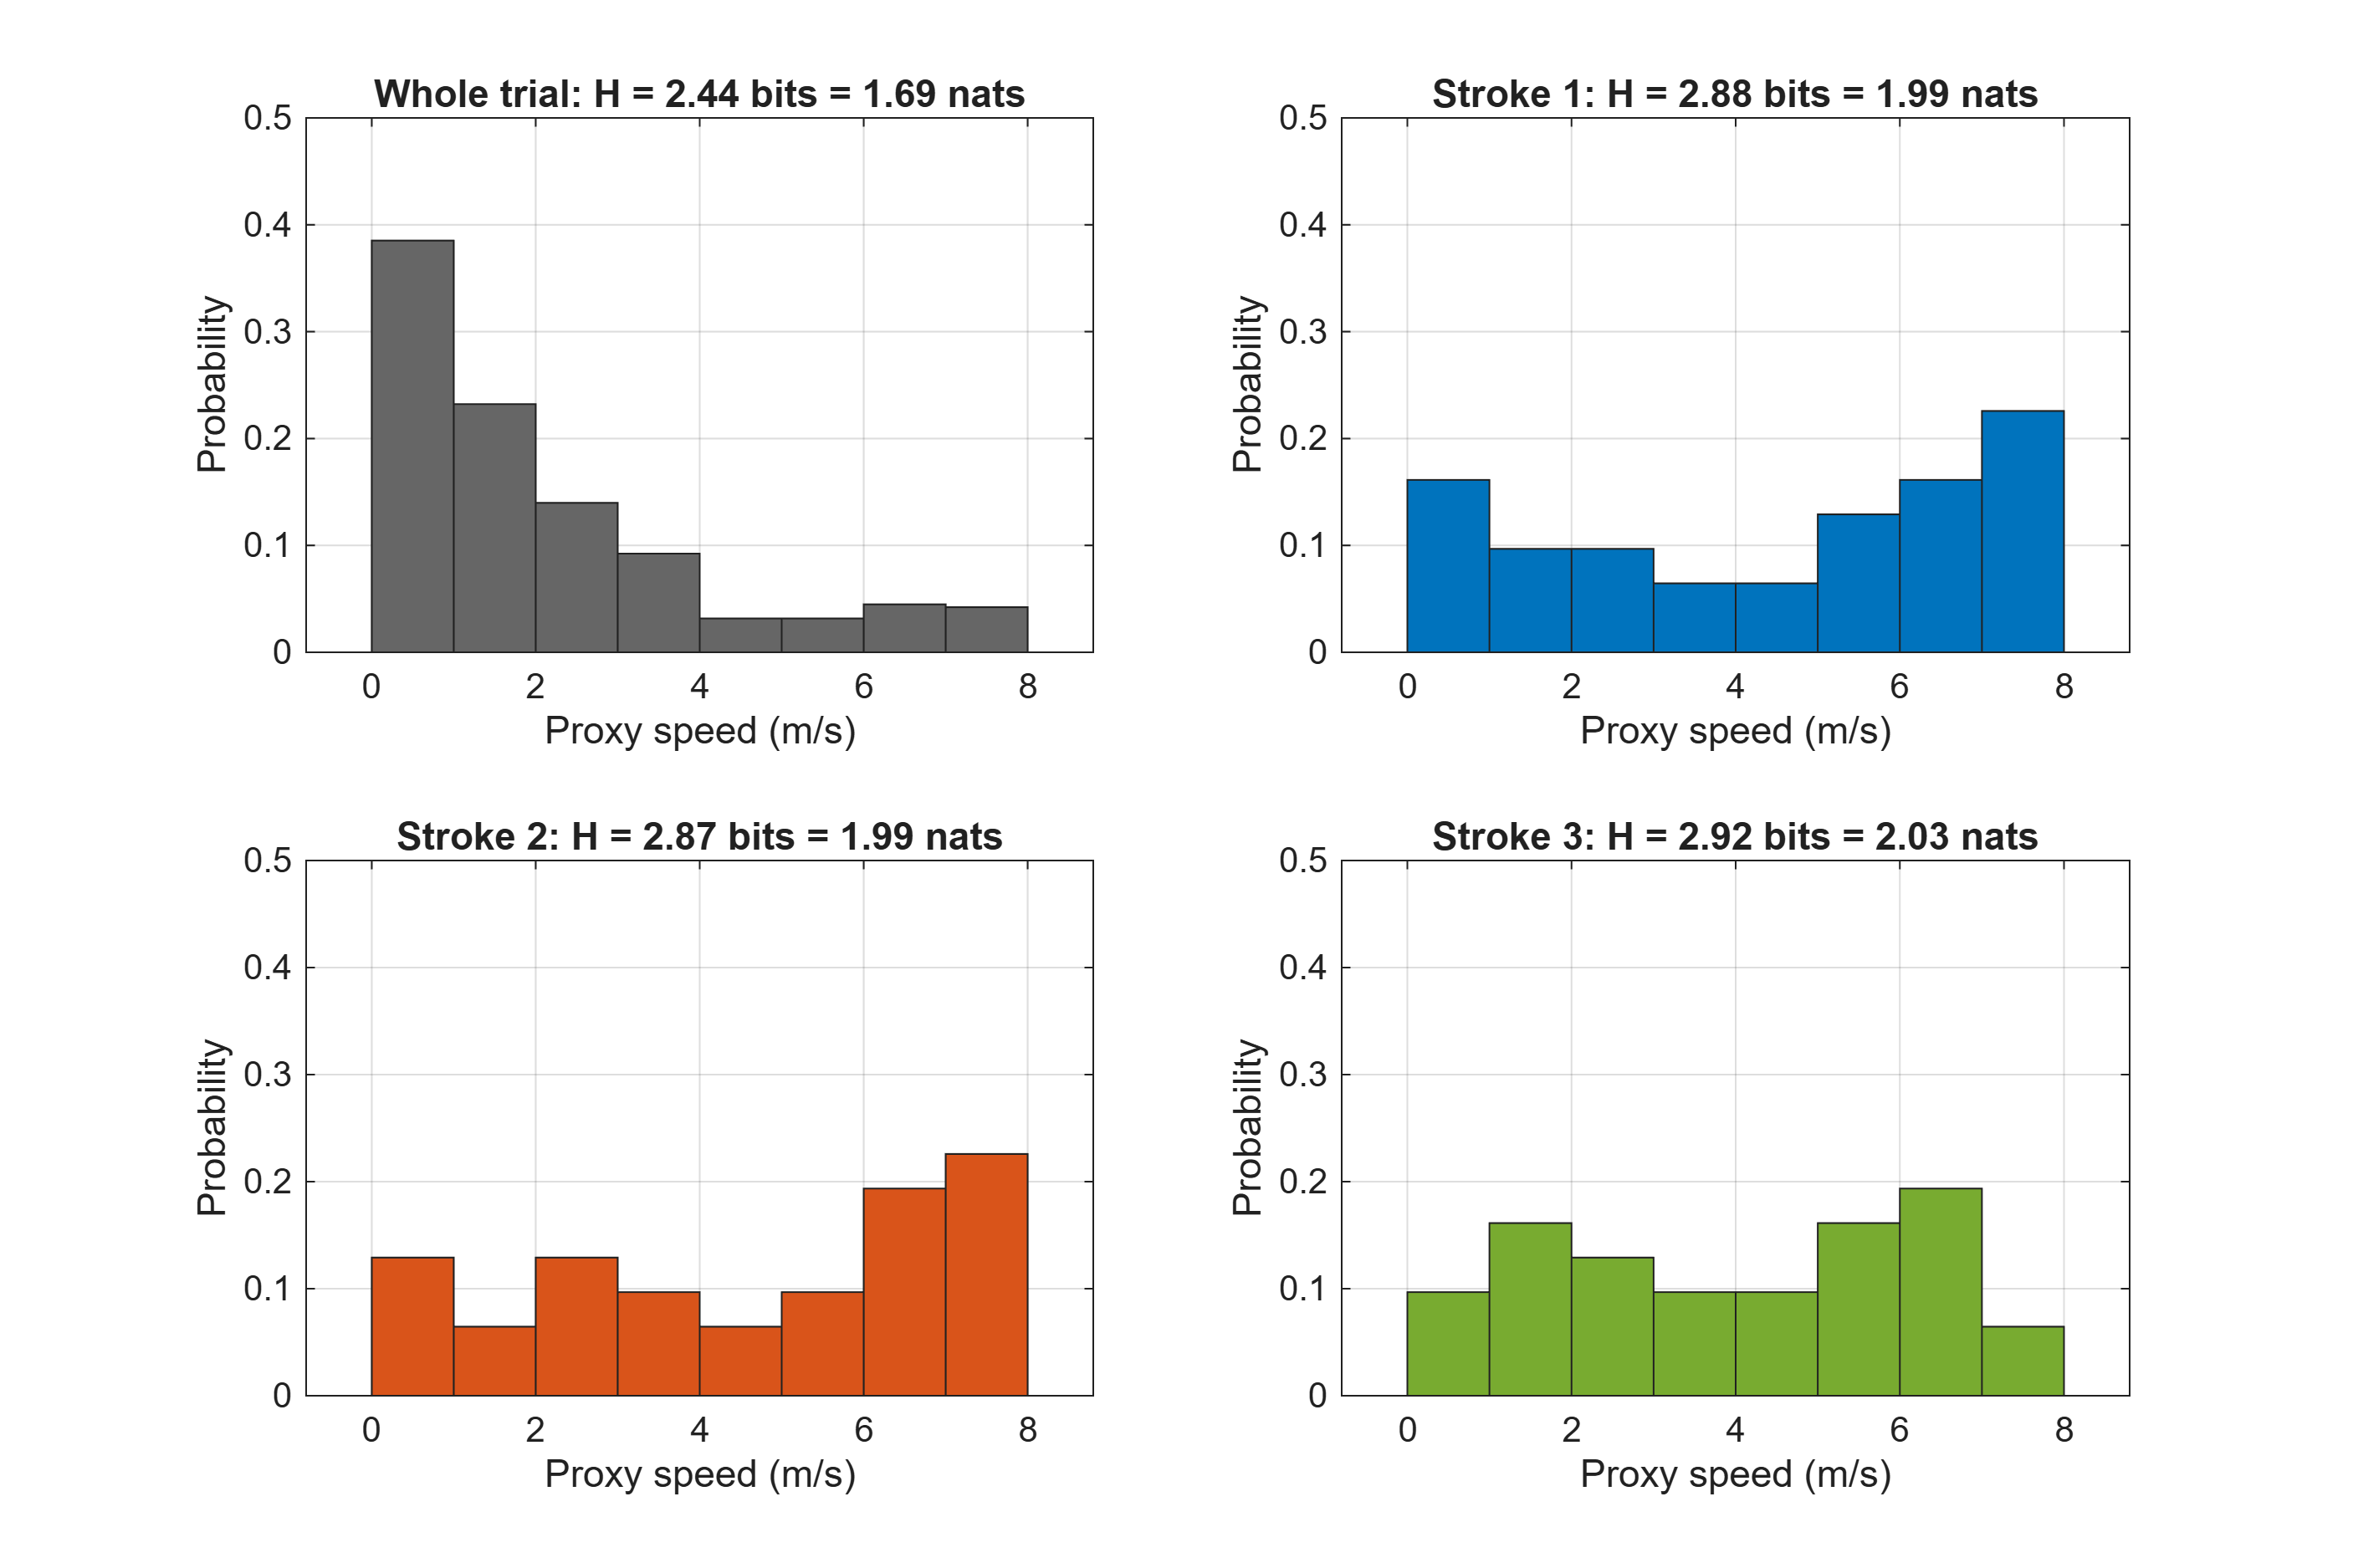 Whole trial: H = 2.44 bits = 1.69 nats
0.5
0.4
0.3
0.2
0.1
0
Probability
0 2 4 6 8
Proxy speed (m/s)
Stroke 1: H = 2.88 bits = 1.99 nats
0.5
0.4
0.3
0.2
0.1
0
Probability
0 2 4 6 8
Proxy speed (m/s)
Stroke 2: H = 2.87 bits = 1.99 nats
0.5
0.4
0.3
0.2
0.1
0
Probability
0 2 4 6 8
Proxy speed (m/s)
Stroke 3: H = 2.92 bits = 2.03 nats
0.5
0.4
0.3
0.2
0.1
0
Probability
0 2 4 6 8
Proxy speed (m/s)